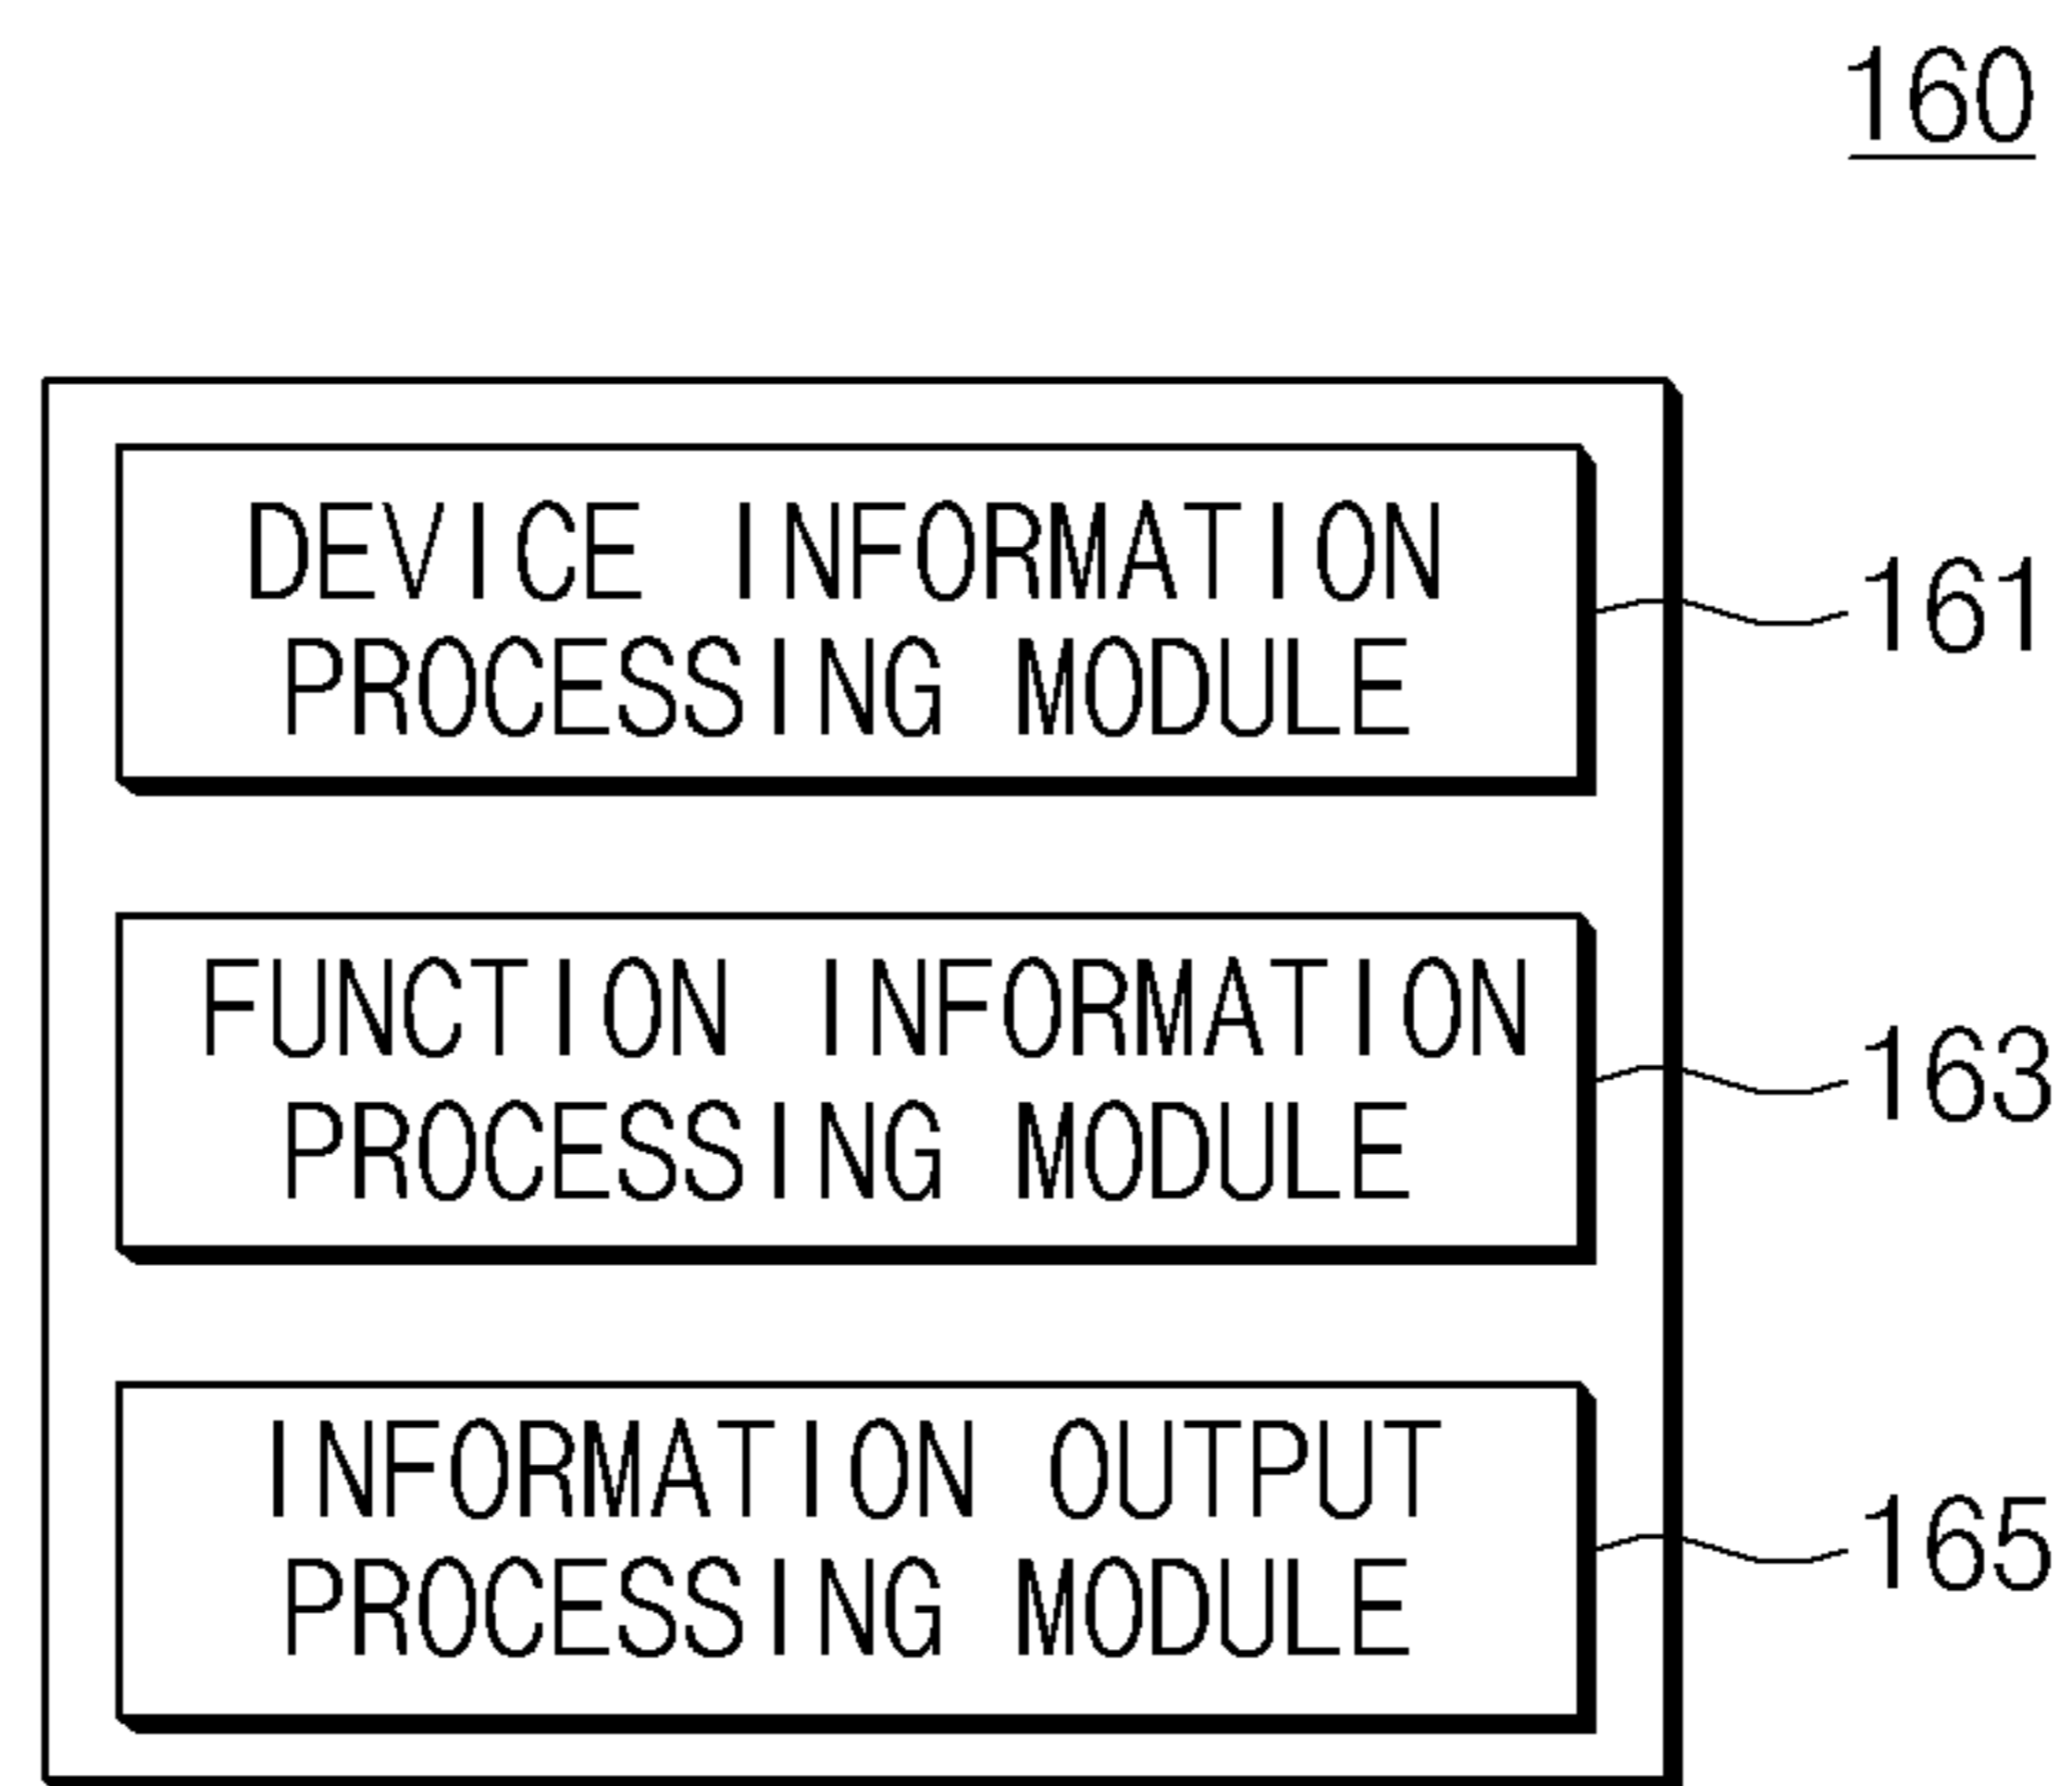 160
DEVICE INFORMATION
PROCESSING MODULE
161
FUNCTION INFORMATION
PROCESSING MODULE
163
INFORMATION OUTPUT
PROCESSING MODULE
165